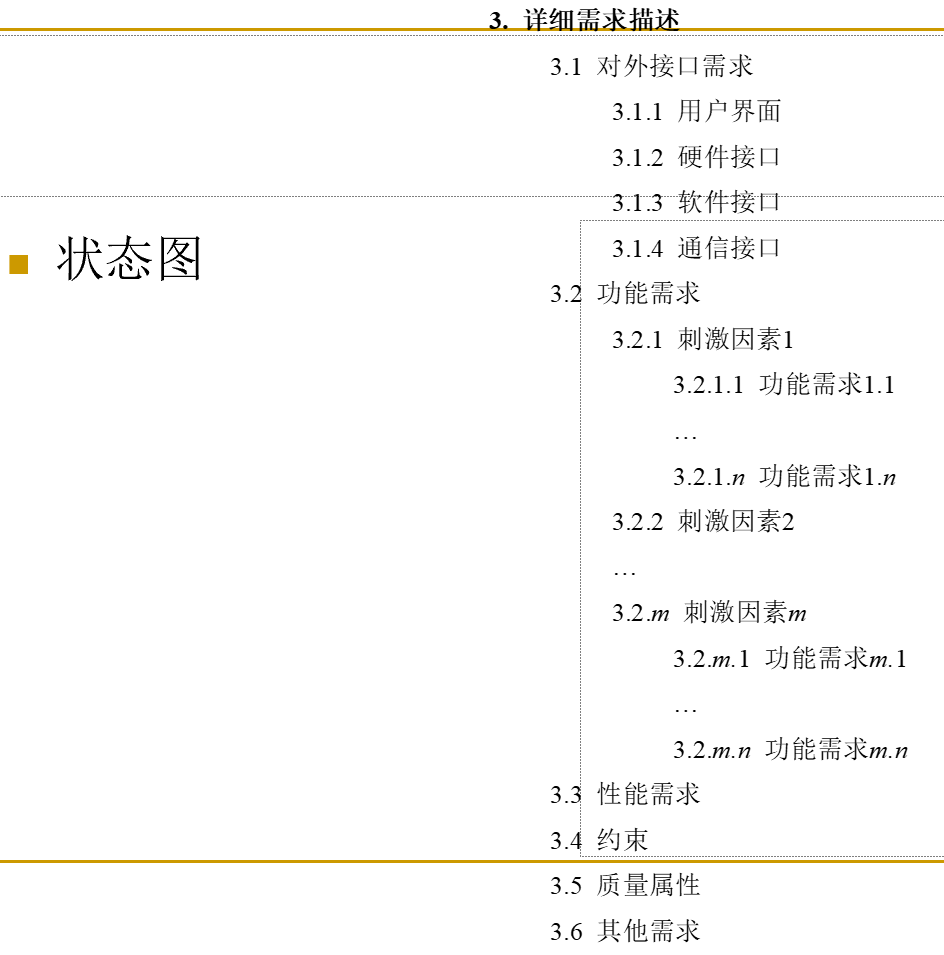 3. 详细需求描述
3.1 对外接口需求
3.1.1 用户界面
3.1.2 硬件接口
3.1.3 软件接口
状态图
3.1.4 通信接口
3.2 功能需求
3.2.1 刺激因素1
3.2.1.1 功能需求1.1
…
3.2.1.n 功能需求1.n
3.2.2 刺激因素2
…
3.2.m 刺激因素m
3.2.m.1 功能需求m.1
…
3.2.m.n 功能需求m.n
3.3 性能需求
3.4 约束
3.5 质量属性
3.6 其他需求